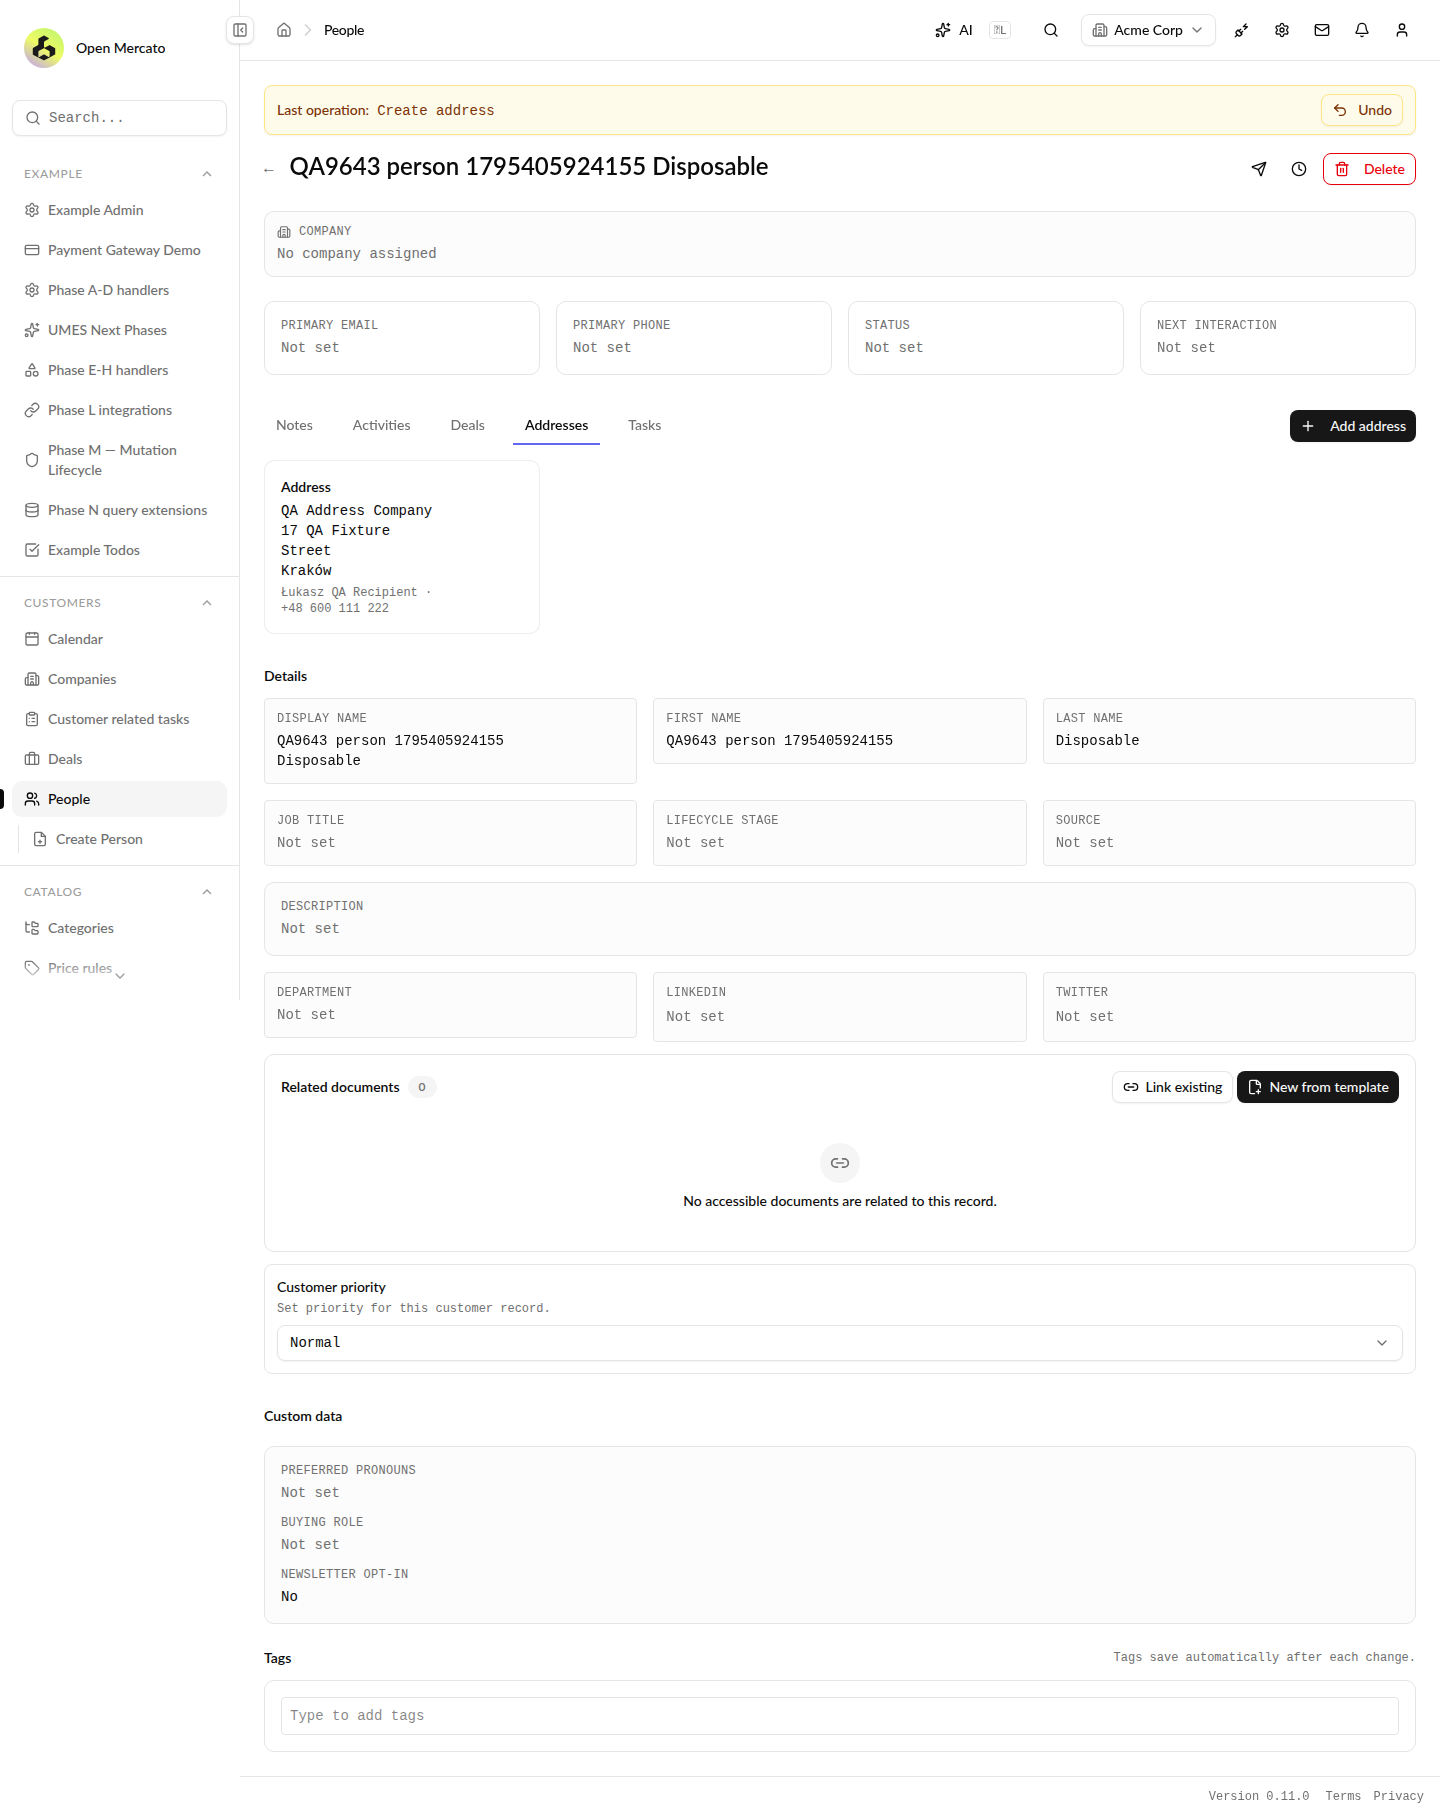 Open Mercato
People
AI
Acme Corp
Search...
Last operation: Create address
Undo
← QA9643 person 1795405924155 Disposable
Delete
EXAMPLE
Example Admin
Payment Gateway Demo
Phase A-D handlers
UMES Next Phases
Phase E-H handlers
Phase L integrations
Phase M — Mutation
Lifecycle
Phase N query extensions
Example Todos
CUSTOMERS
Calendar
Companies
Customer related tasks
Deals
People
Create Person
CATALOG
Categories
Price rules
COMPANY
No company assigned
PRIMARY EMAIL
Not set
PRIMARY PHONE
Not set
STATUS
Not set
NEXT INTERACTION
Not set
Notes
Activities
Deals
Addresses
Tasks
Add address
Address
QA Address Company
17 QA Fixture
Street
Kraków
Łukasz QA Recipient ·
+48 600 111 222
Details
DISPLAY NAME
QA9643 person 1795405924155
Disposable
FIRST NAME
QA9643 person 1795405924155
LAST NAME
Disposable
JOB TITLE
Not set
LIFECYCLE STAGE
Not set
SOURCE
Not set
DESCRIPTION
Not set
DEPARTMENT
Not set
LINKEDIN
Not set
TWITTER
Not set
Related documents 0
Link existing
New from template
No accessible documents are related to this record.
Customer priority
Set priority for this customer record.
Normal
Custom data
PREFERRED PRONOUNS
Not set
BUYING ROLE
Not set
NEWSLETTER OPT-IN
No
Tags
Tags save automatically after each change.
Type to add tags
Version 0.11.0 Terms Privacy